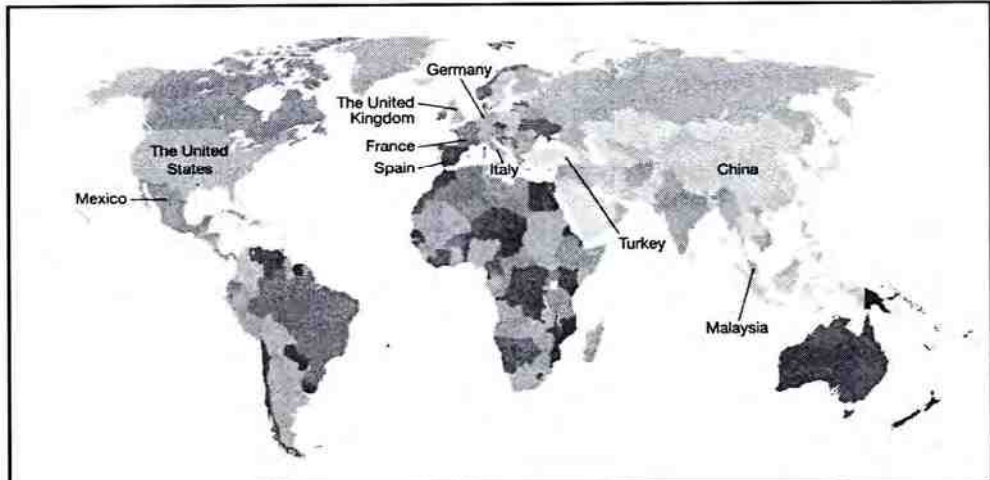 Germany
The United
Kingdom
France
Spain
Italy
The United
States
Mexico
China
Turkey
Malaysia